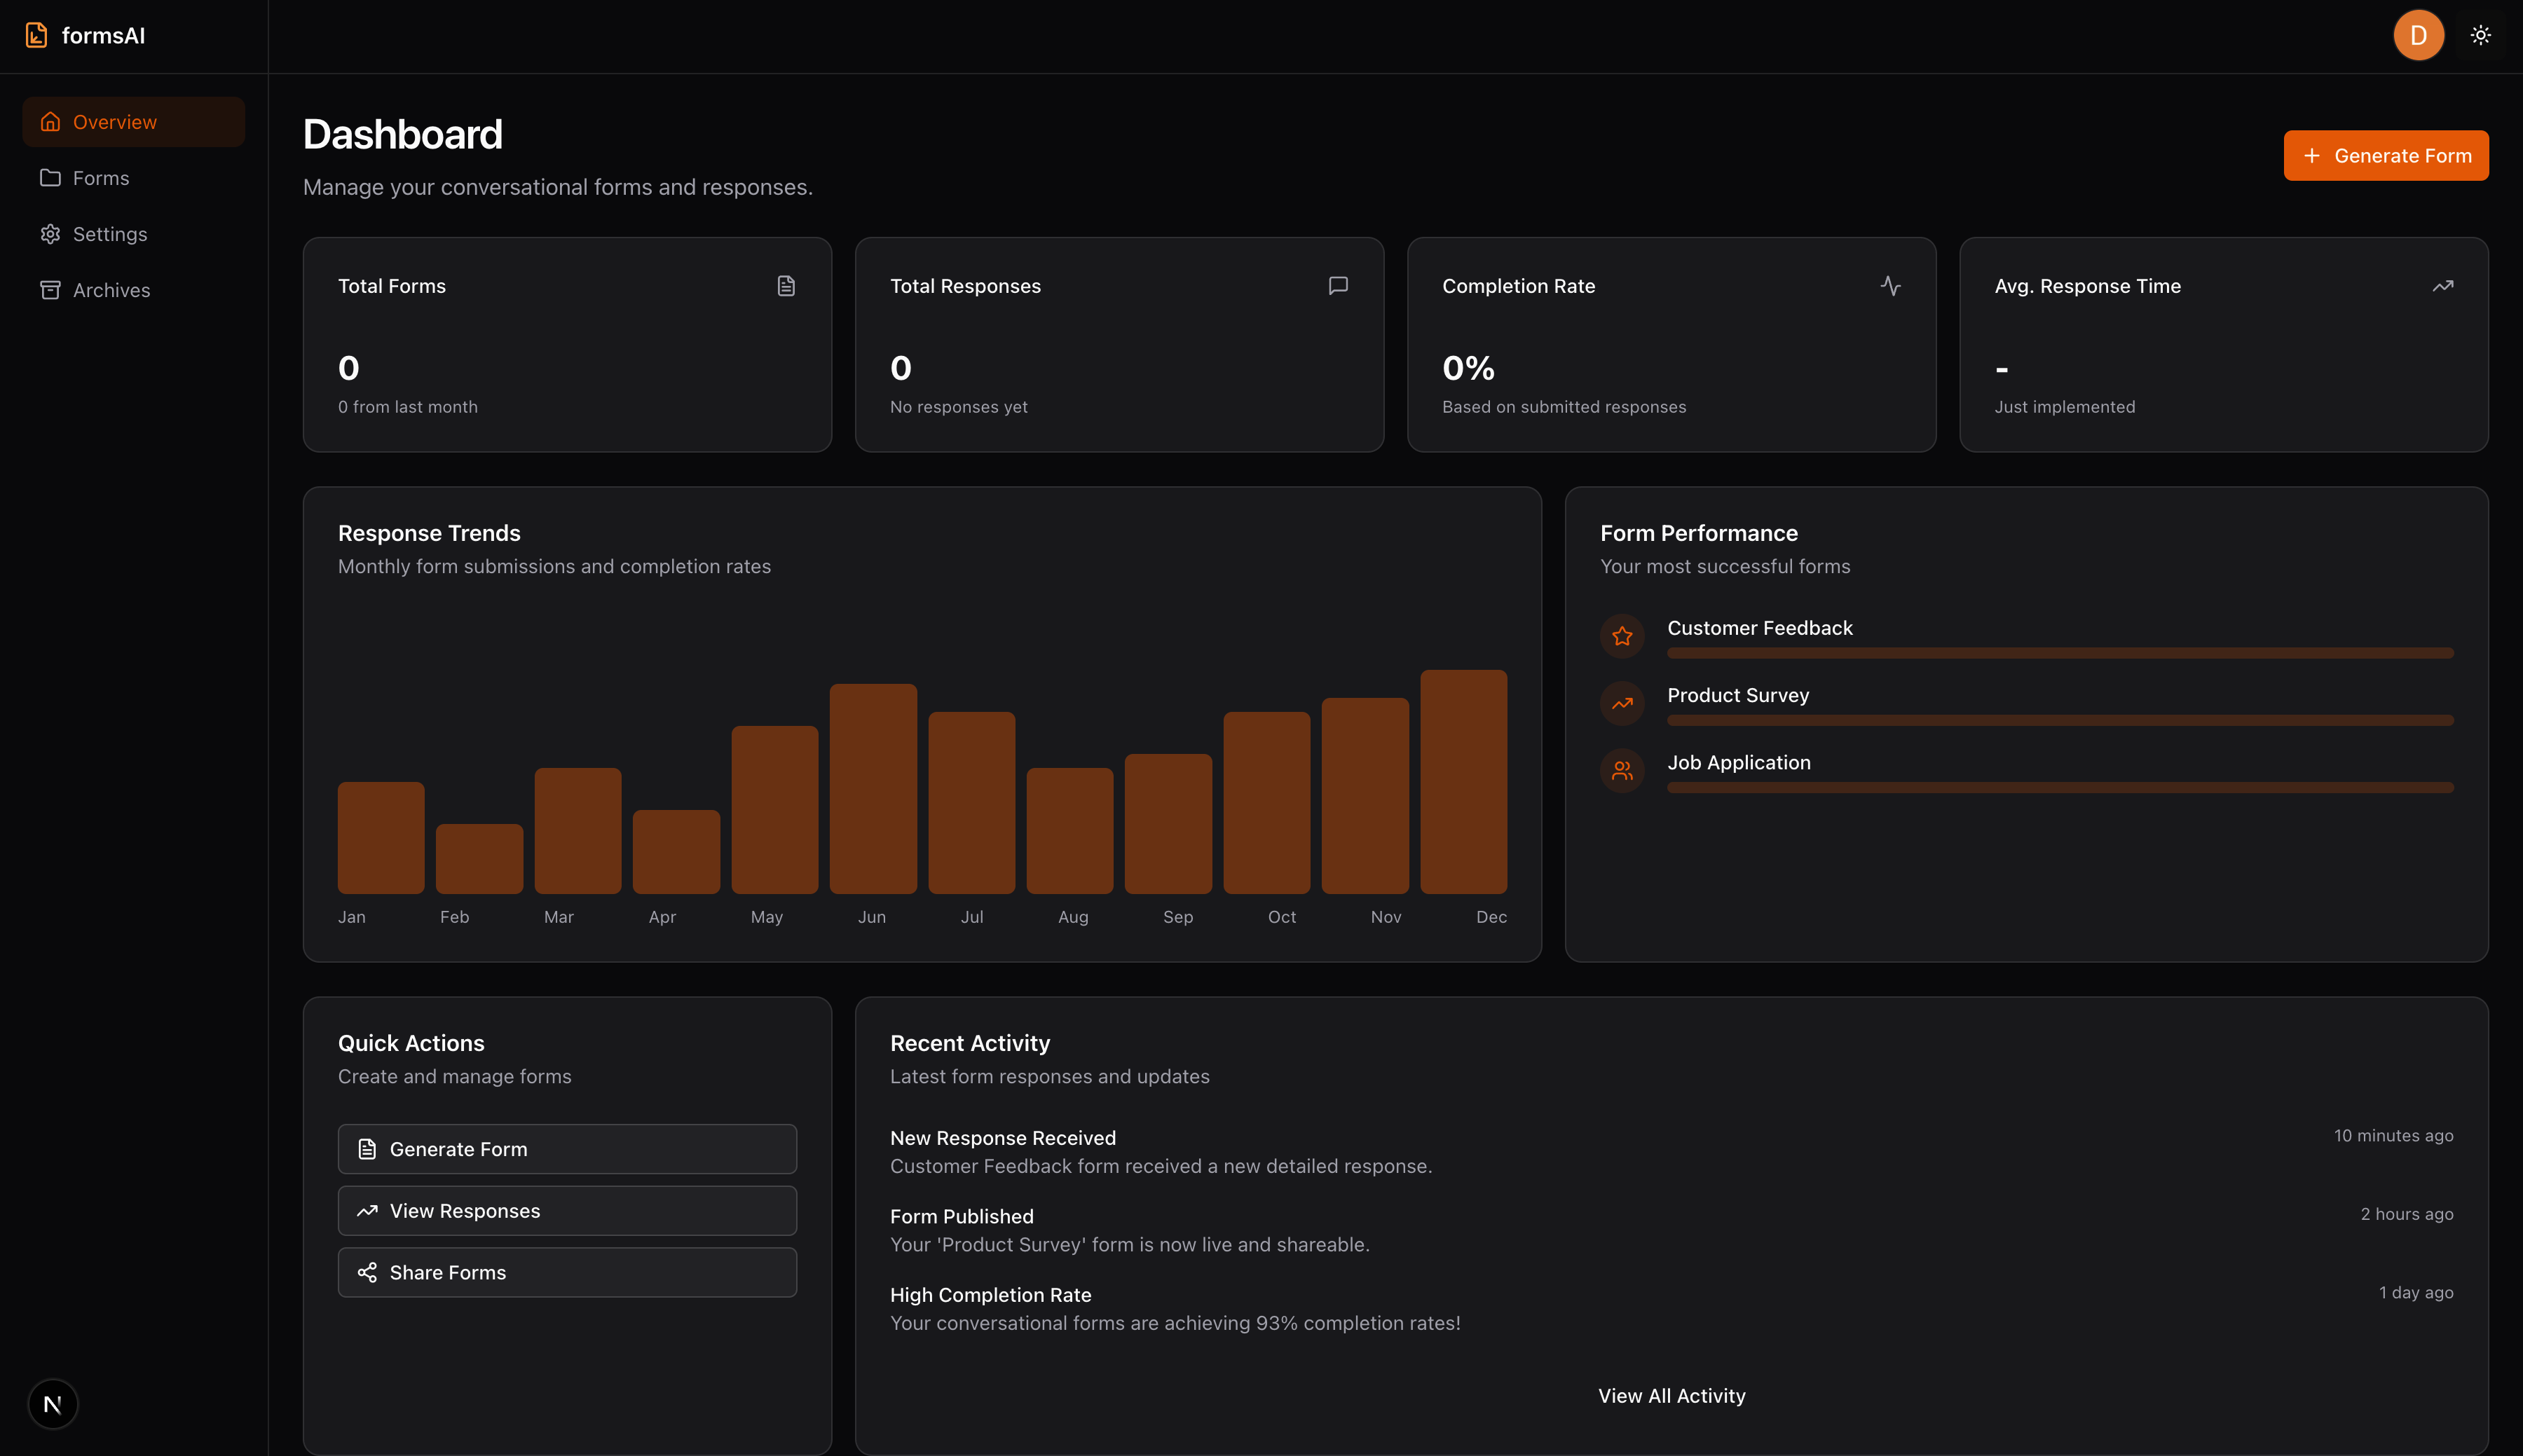 formsAI
D
Overview
Forms
Settings
Archives
Dashboard
Manage your conversational forms and responses.
Generate Form
Total Forms
0
0 from last month
Total Responses
0
No responses yet
Completion Rate
0%
Based on submitted responses
Avg. Response Time
-
Just implemented
Response Trends
Monthly form submissions and completion rates
Jan Feb Mar Apr May Jun Jul Aug Sep Oct Nov Dec
Form Performance
Your most successful forms
Customer Feedback
Product Survey
Job Application
Quick Actions
Create and manage forms
Generate Form
View Responses
Share Forms
Recent Activity
Latest form responses and updates
New Response Received
10 minutes ago
Customer Feedback form received a new detailed response.
Form Published
2 hours ago
Your 'Product Survey' form is now live and shareable.
High Completion Rate
1 day ago
Your conversational forms are achieving 93% completion rates!
View All Activity
N